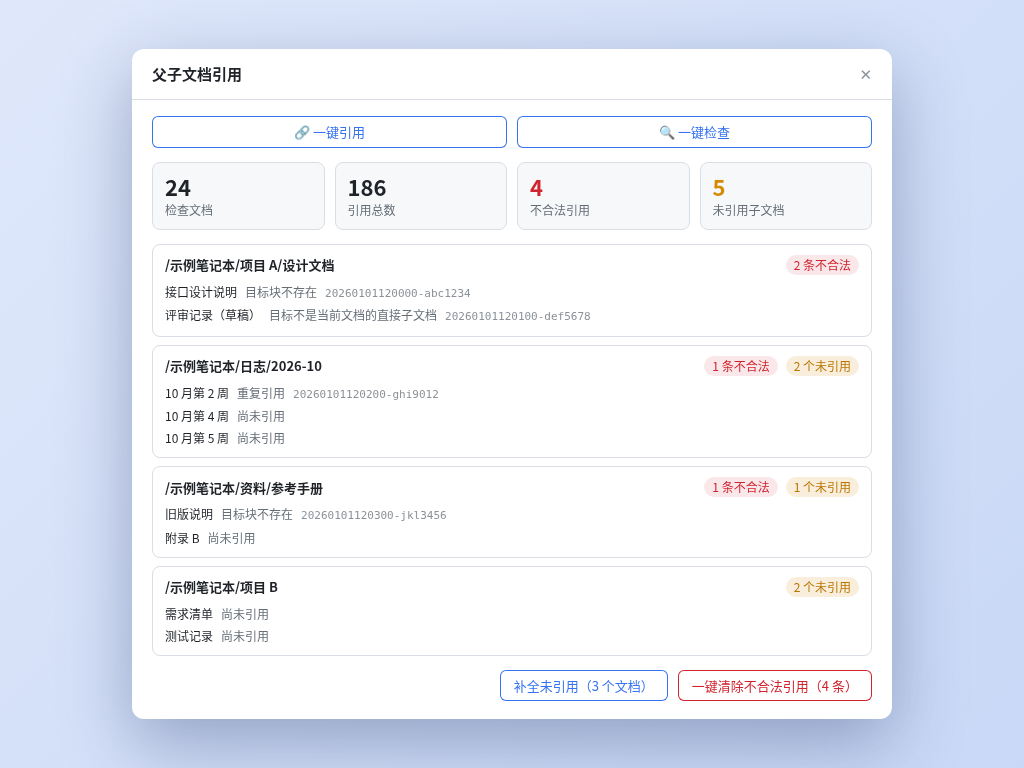 父子文档引用 ×
🔗 一键引用 🔍 一键检查
24 186 4 5
检查文档 引用总数 不合法引用 未引用子文档
/示例笔记本/项目 A/设计文档 2 条不合法
接口设计说明 目标块不存在 20260101120000-abc1234
评审记录（草稿） 目标不是当前文档的直接子文档 20260101120100-def5678
/示例笔记本/日志/2026-10 1 条不合法 2 个未引用
10 月第 2 周 重复引用 20260101120200-ghi9012
10 月第 4 周 尚未引用
10 月第 5 周 尚未引用
/示例笔记本/资料/参考手册 1 条不合法 1 个未引用
旧版说明 目标块不存在 20260101120300-jkl3456
附录 B 尚未引用
/示例笔记本/项目 B 2 个未引用
需求清单 尚未引用
测试记录 尚未引用
补全未引用（3 个文档） 一键清除不合法引用（4 条）